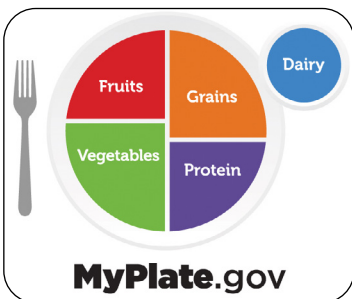 Dairy
Fruits
Grains
Vegetables
Protein
MyPlate.gov